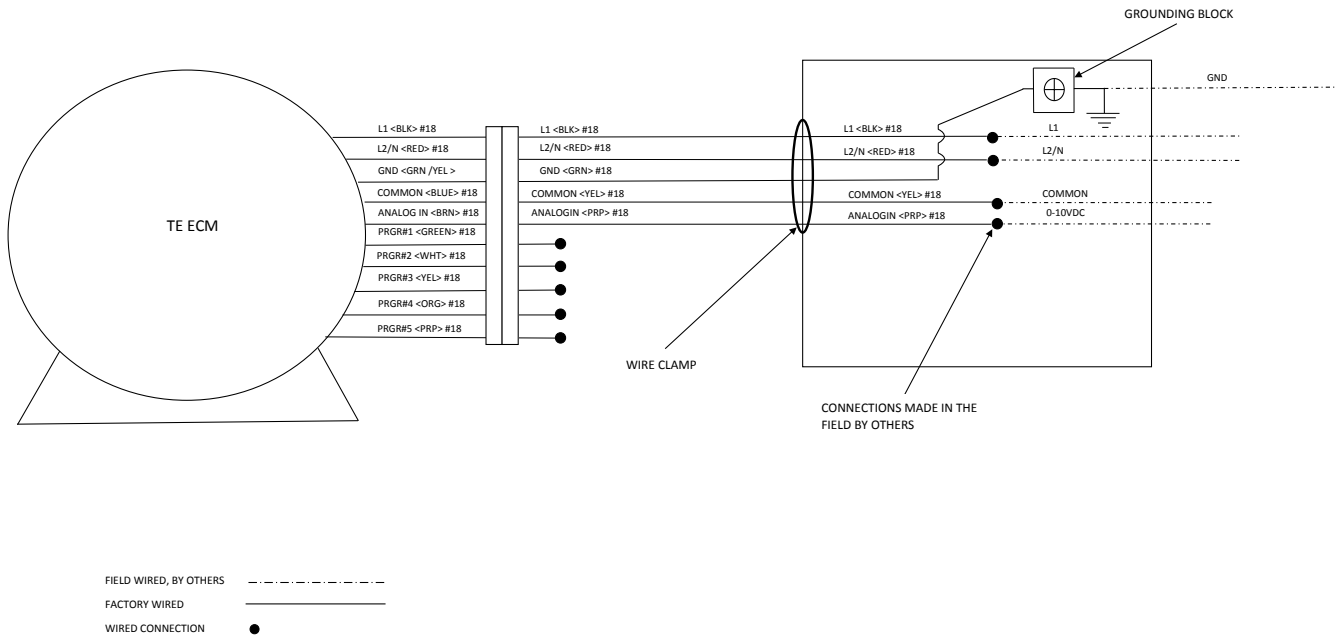 GROUNDING BLOCK
GND
L1 <BLK> #18
L1 <BLK> #18
L1 <BLK> #18
L1
L2/N <RED> #18
L2/N <RED> #18
L2/N <RED> #18
L2/N
GND <GRN /YEL >
GND <GRN> #18
COMMON <BLUE> #18
COMMON <YEL> #18
COMMON <YEL> #18
COMMON
ANALOG IN <BRN> #18
ANALOGIN <PRP> #18
ANALOGIN <PRP> #18
0-10VDC
TE ECM
PRGR#1 <GREEN> #18
PRGR#2 <WHT> #18
PRGR#3 <YEL> #18
PRGR#4 <ORG> #18
PRGR#5 <PRP> #18
WIRE CLAMP
CONNECTIONS MADE IN THE
FIELD BY OTHERS
FIELD WIRED, BY OTHERS
FACTORY WIRED
WIRED CONNECTION